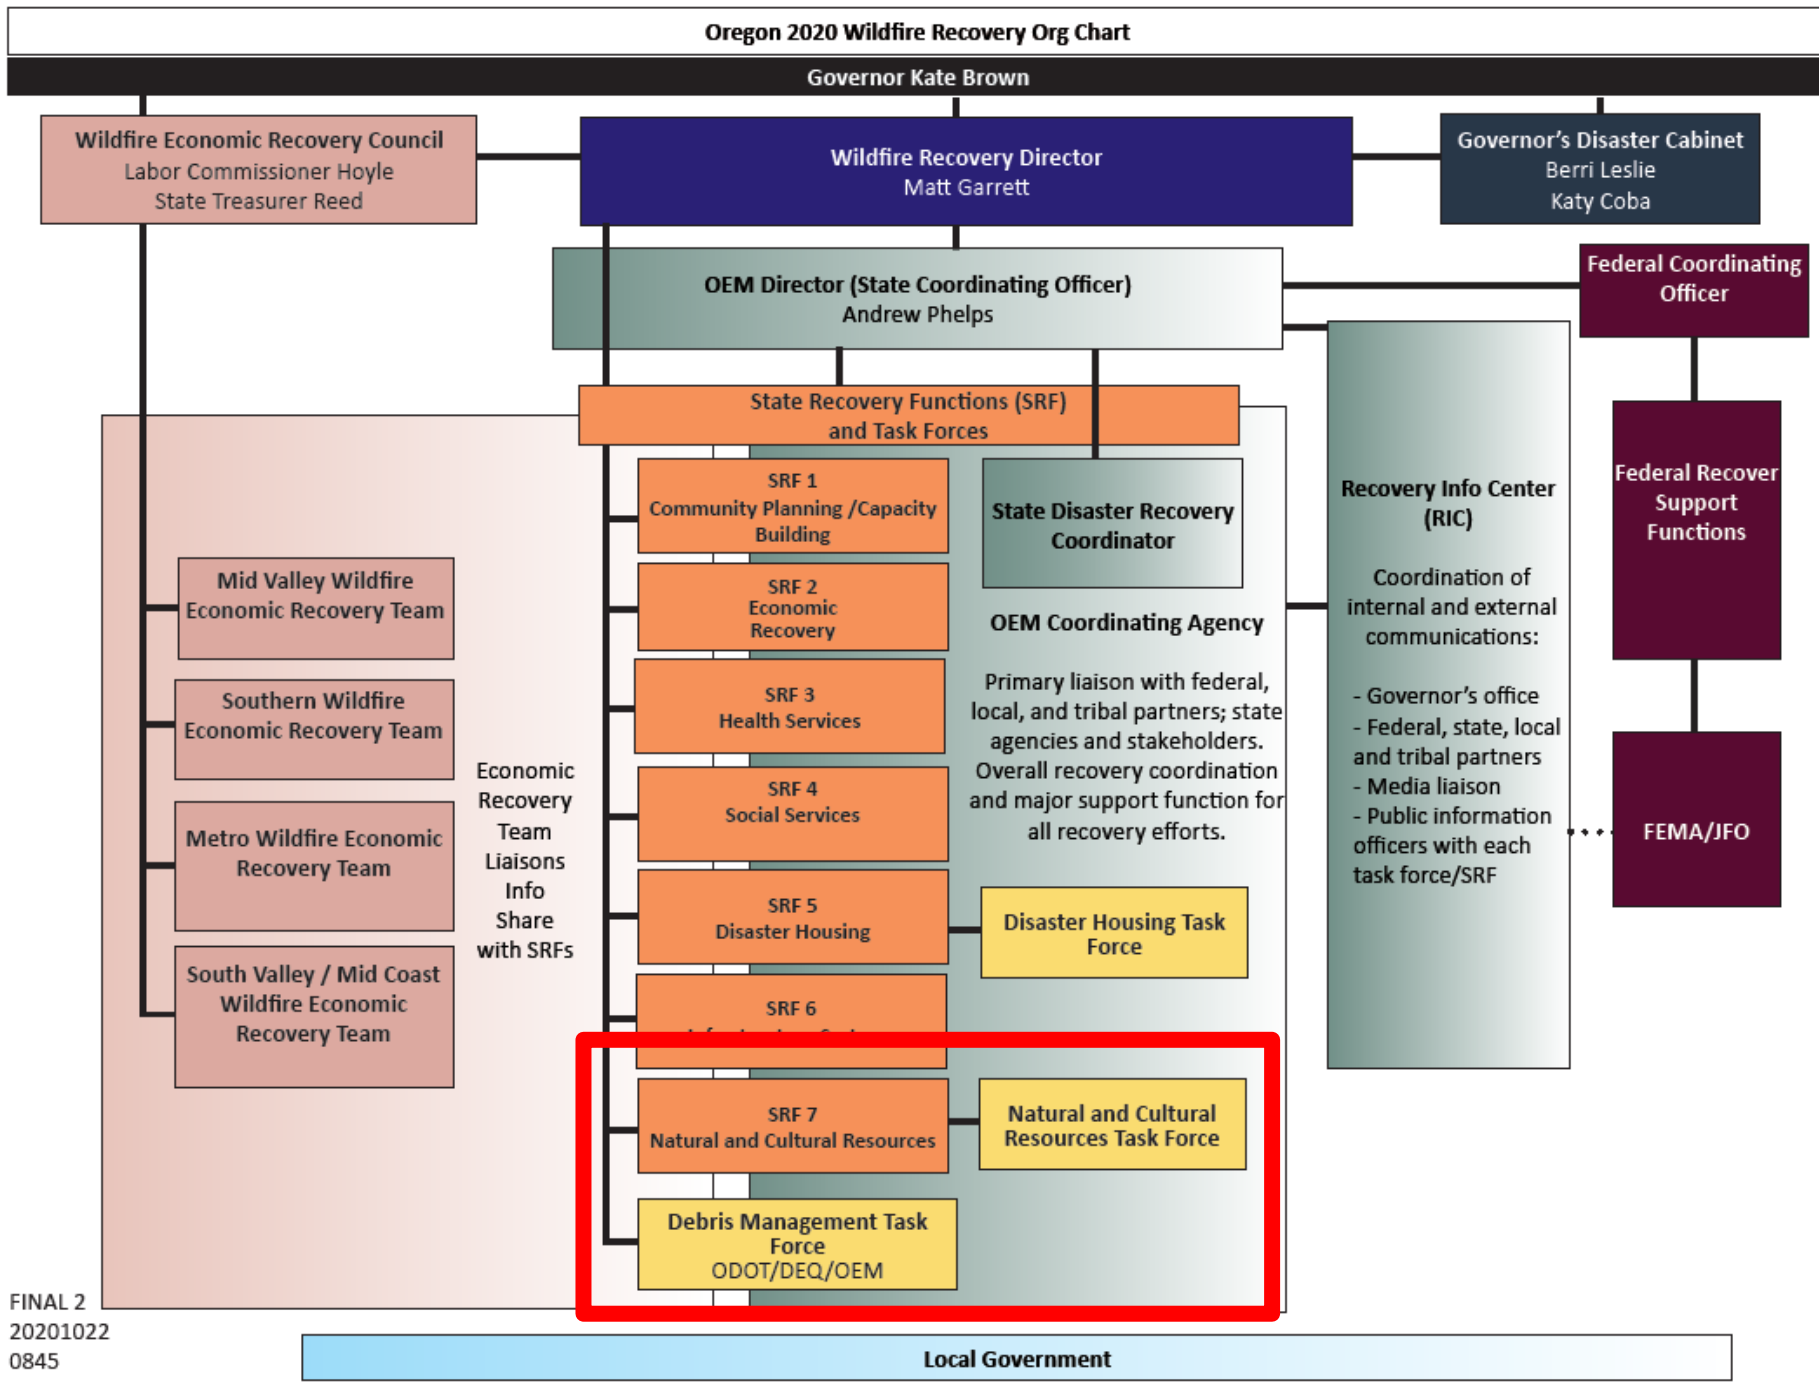 Oregon 2020 Wildfire Recovery Org Chart
Governor Kate Brown
Wildfire Economic Recovery Council
Labor Commissioner Hoyle
State Treasurer Reed
Wildfire Recovery Director
Matt Garrett
Governor's Disaster Cabinet
Berri Leslie
Katy Coba
OEM Director (State Coordinating Officer)
Andrew Phelps
Federal Coordinating
Officer
State Recovery Functions (SRF)
and Task Forces
Mid Valley Wildfire
Economic Recovery Team
Southern Wildfire
Economic Recovery Team
Metro Wildfire Economic
Recovery Team
South Valley / Mid Coast
Wildfire Economic
Recovery Team
Economic
Recovery
Team
Liaisons
Info
Share
with SRFs
SRF 1
Community Planning /Capacity
Building
SRF 2
Economic
Recovery
SRF 3
Health Services
SRF 4
Social Services
SRF 5
Disaster Housing
SRF 6
SRF 7
Natural and Cultural Resources
Debris Management Task
Force
ODOT/DEQ/OEM
State Disaster Recovery
Coordinator
OEM Coordinating Agency
Primary liaison with federal,
local, and tribal partners; state
agencies and stakeholders.
Overall recovery coordination
and major support function for
all recovery efforts.
Disaster Housing Task
Force
Natural and Cultural
Resources Task Force
Recovery Info Center
(RIC)
Coordination of
internal and external
communications:
- Governor's office
- Federal, state, local
and tribal partners
- Media liaison
- Public information
officers with each
task force/SRF
Federal Recover
Support
Functions
FEMA/JFO
FINAL 2
20201022
0845
Local Government